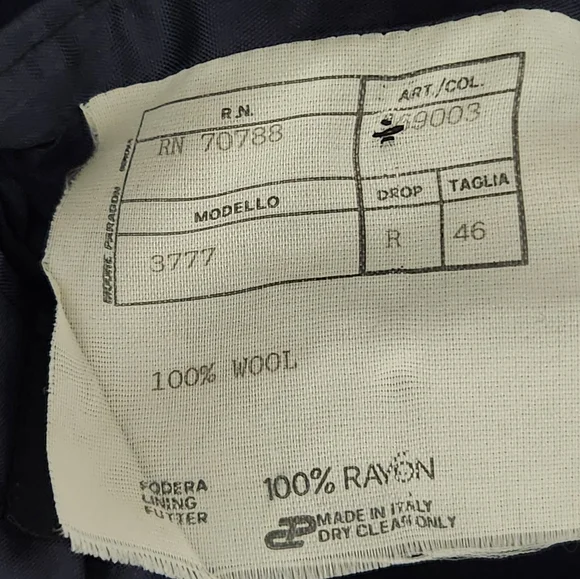 R.N.
ART./COL.
RN 70788
69003
MODELLO
DROP
TAGLIA
3777
R
46
100% WOOL
FODERA
LINING
FUTTER
100% RAYON
MADE IN ITALY
DRY CLEAN ONLY